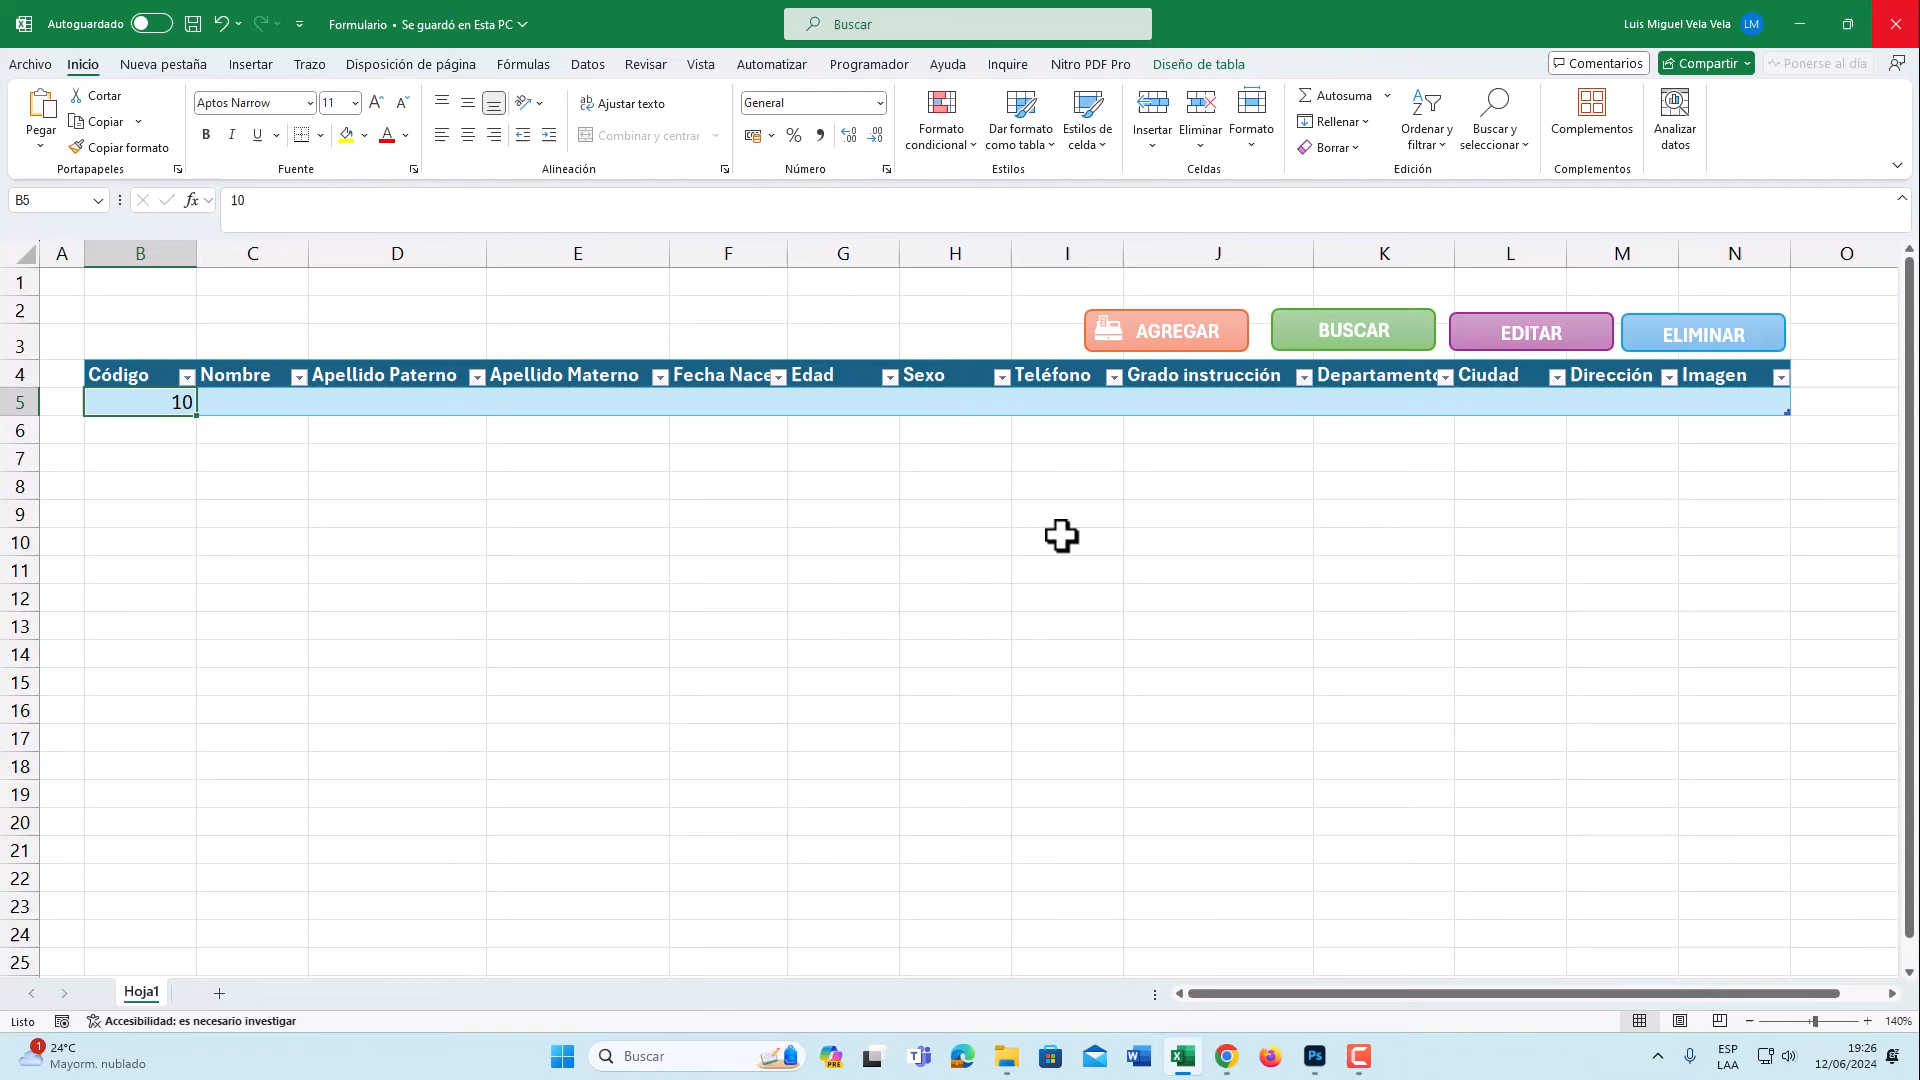 Autoguardado
Formulario • Se guardó en Esta PC
Buscar
Luis Miguel Vela Vela LM
Archivo Inicio Nueva pestaña Insertar Trazo Disposición de página Fórmulas Datos Revisar Vista Automatizar Programador Ayuda Inquire Nitro PDF Pro Diseño de tabla
Comentarios Compartir Ponerse al día
Pegar
Cortar
Copiar
Copiar formato
Portapapeles
Aptos Narrow 11
N K S
Fuente
Ajustar texto
Combinar y centrar
Alineación
General
Número
Formato condicional
Dar formato como tabla
Estilos de celda
Estilos
Insertar Eliminar Formato
Celdas
Autosuma
Rellenar
Borrar
Ordenar y filtrar
Buscar y seleccionar
Edición
Complementos
Complementos
Analizar datos
B5 fx 10
A B C D E F G H I J K L M N O
1
2
AGREGAR BUSCAR EDITAR ELIMINAR
3
4 Código Nombre Apellido Paterno Apellido Materno Fecha Nace Edad Sexo Teléfono Grado instrucción Departamento Ciudad Dirección Imagen
5 10
6
7
8
9
10
11
12
13
14
15
16
17
18
19
20
21
22
23
24
25
Hoja1
Listo Accesibilidad: es necesario investigar 140%
1 24°C
Mayorm. nublado
Buscar
PRE
ESP
LAA
19:26
12/06/2024